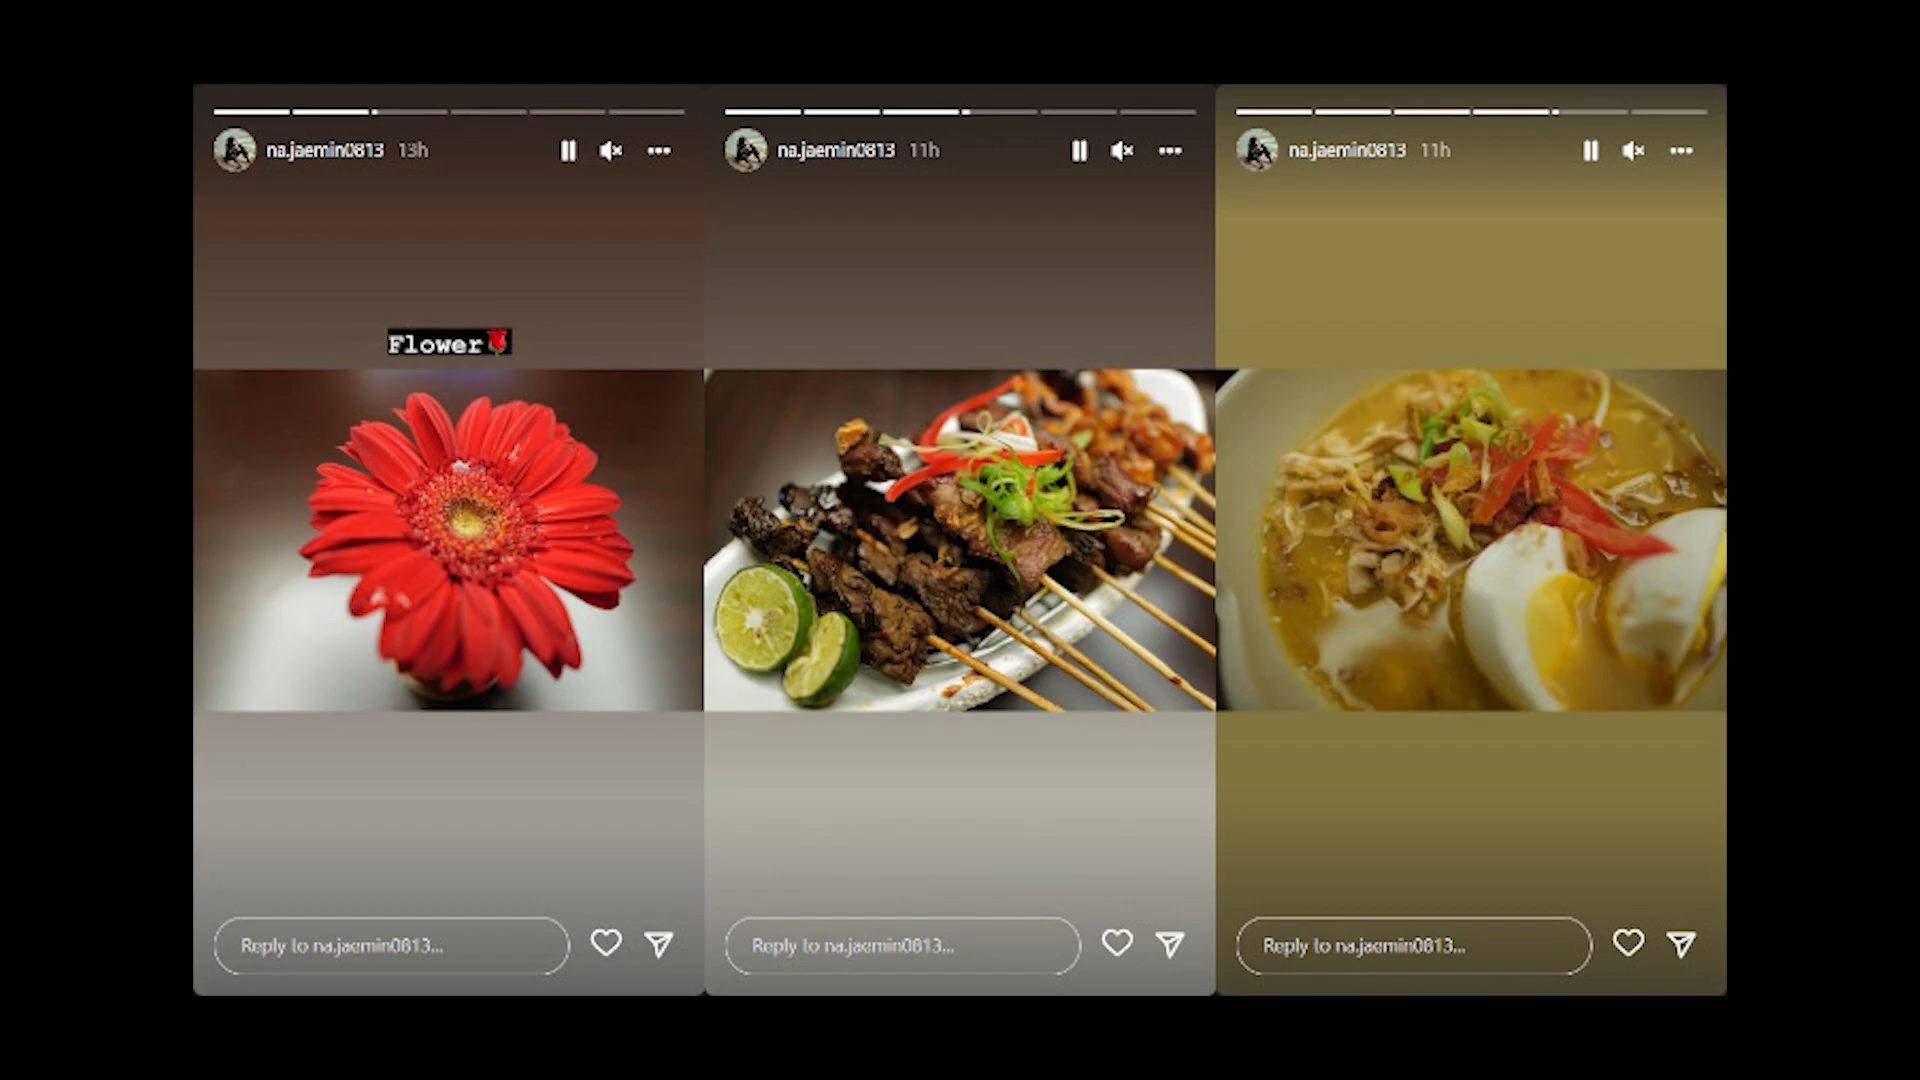 na.jaemin0813 13h
Flower🌹
Reply to na.jaemin0813...
na.jaemin0813 11h
Reply to na.jaemin0813...
na.jaemin0813 11h
Reply to na.jaemin0813...